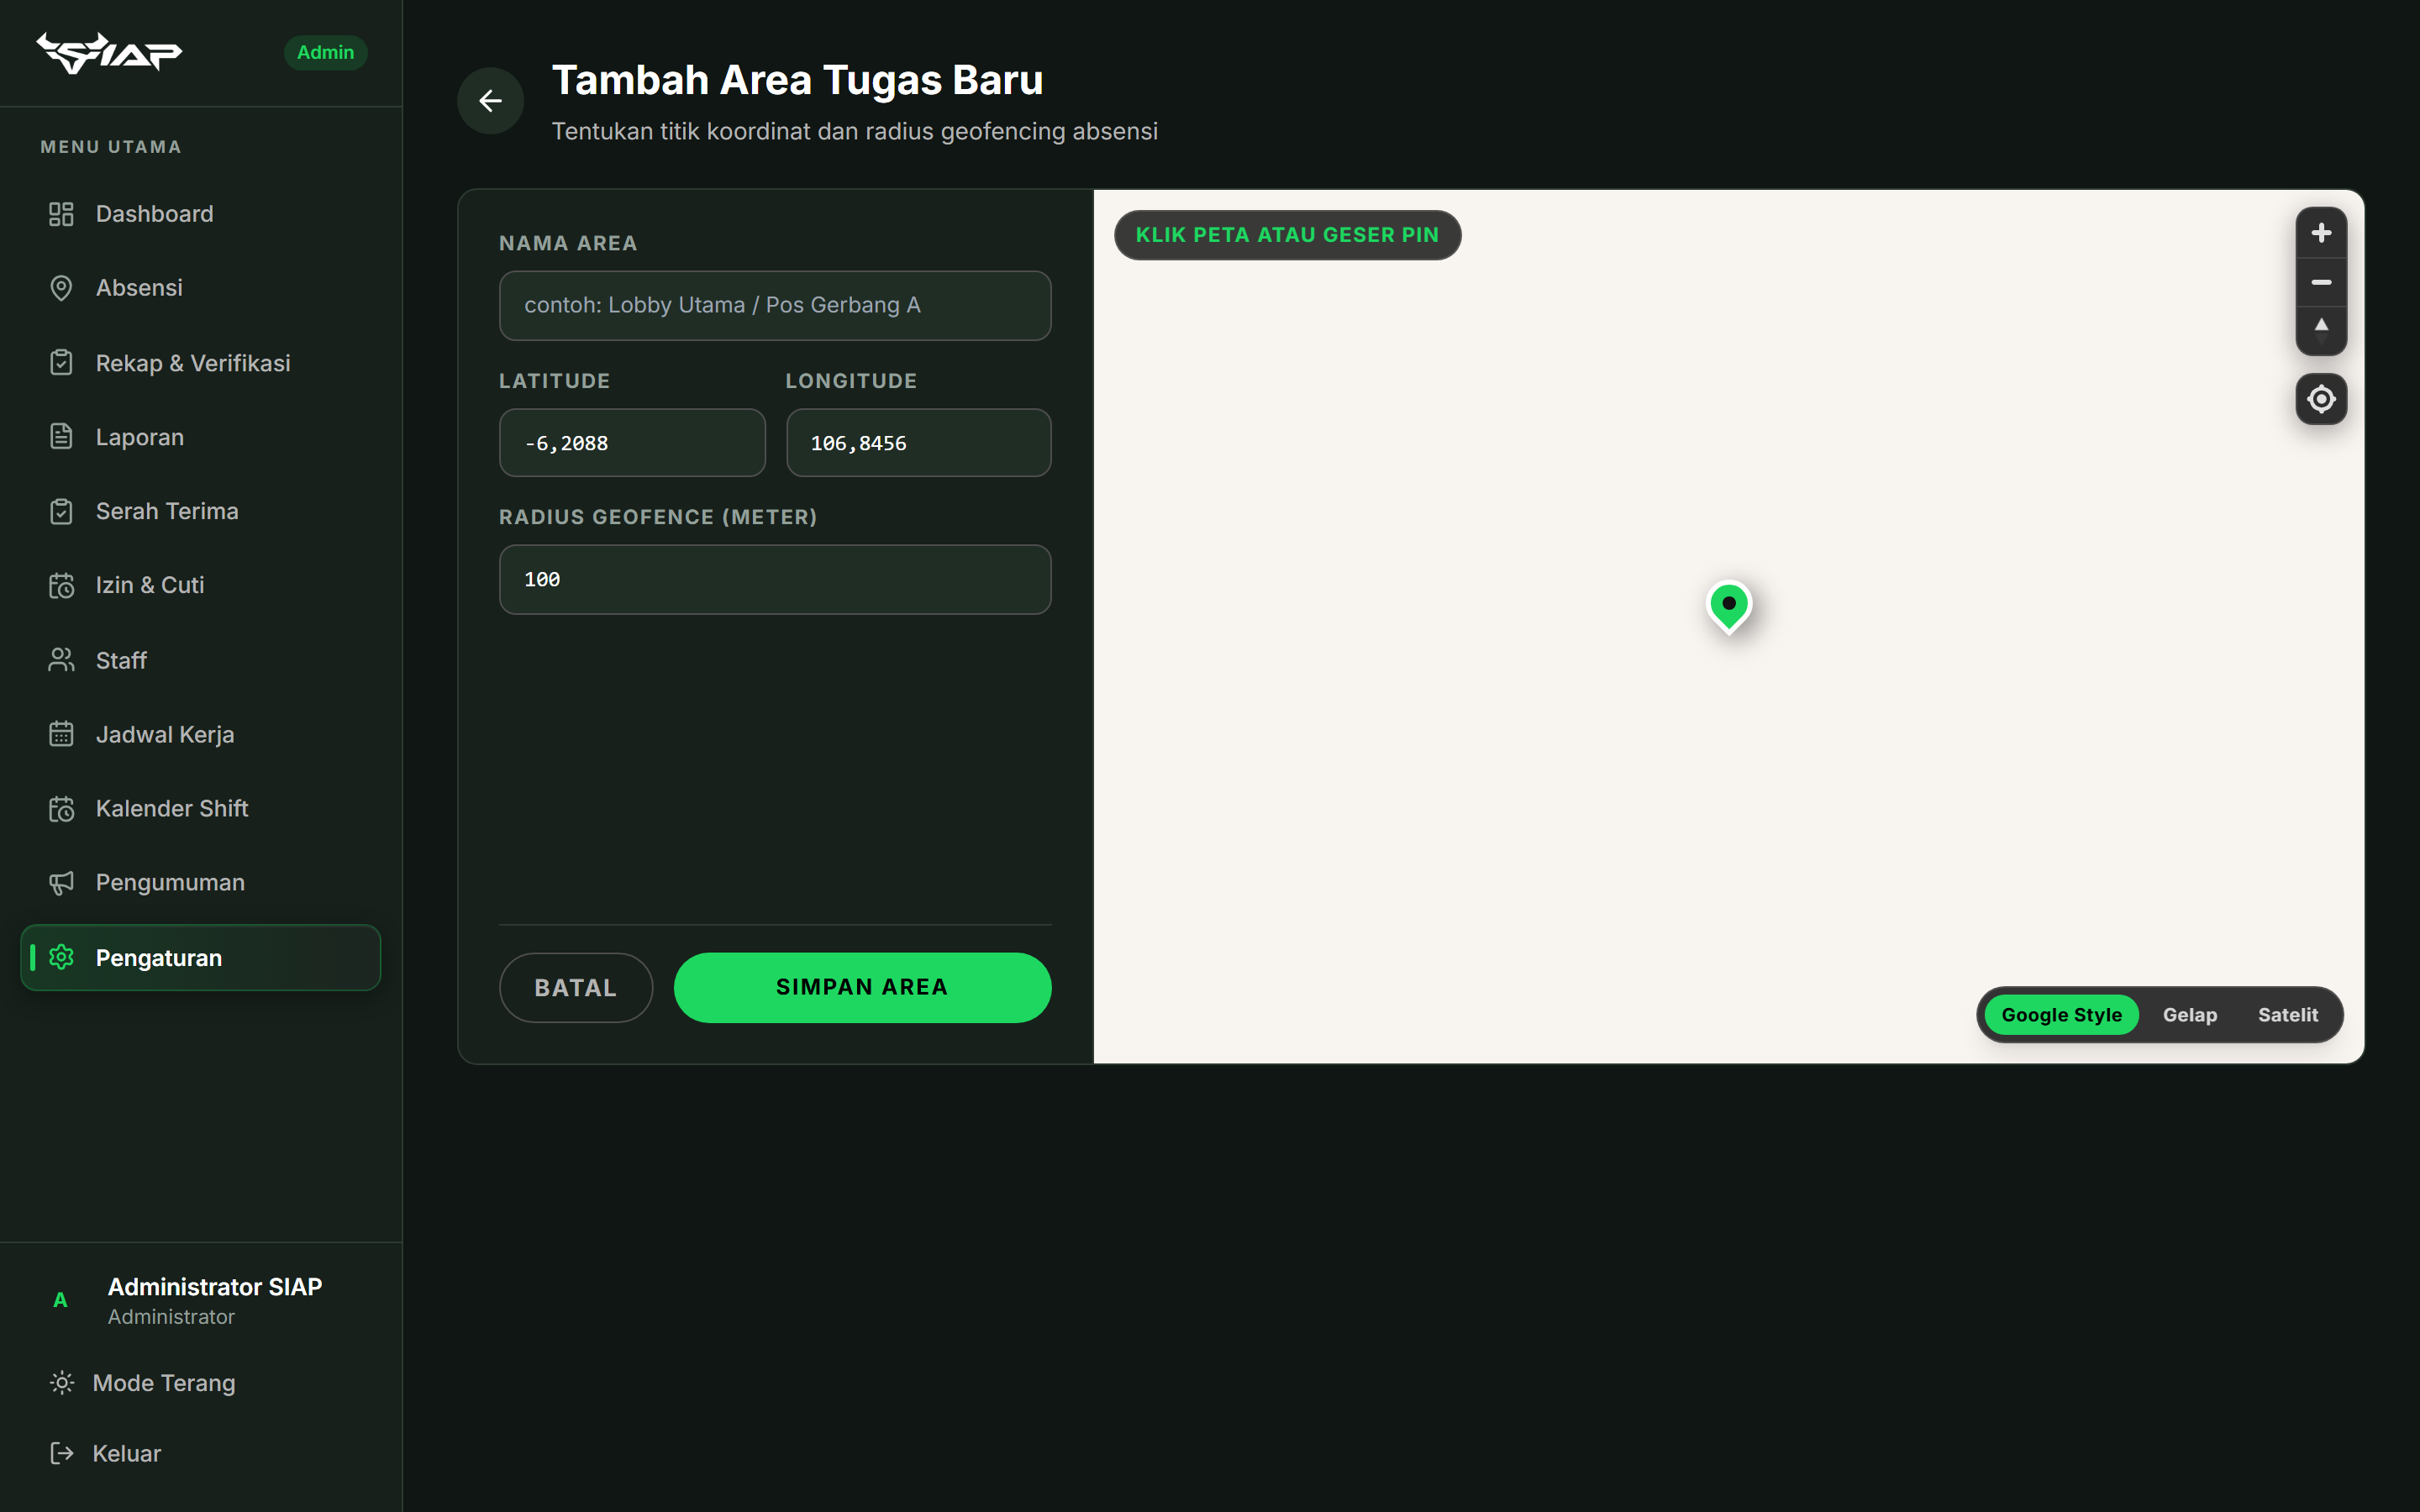 SIAP
Admin
MENU UTAMA
Dashboard
Absensi
Rekap & Verifikasi
Laporan
Serah Terima
Izin & Cuti
Staff
Jadwal Kerja
Kalender Shift
Pengumuman
Pengaturan
A
Administrator SIAP
Administrator
Mode Terang
Keluar
Tambah Area Tugas Baru
Tentukan titik koordinat dan radius geofencing absensi
NAMA AREA
contoh: Lobby Utama / Pos Gerbang A
LATITUDE
LONGITUDE
-6,2088
106,8456
RADIUS GEOFENCE (METER)
100
BATAL
SIMPAN AREA
KLIK PETA ATAU GESER PIN
Google Style
Gelap
Satelit